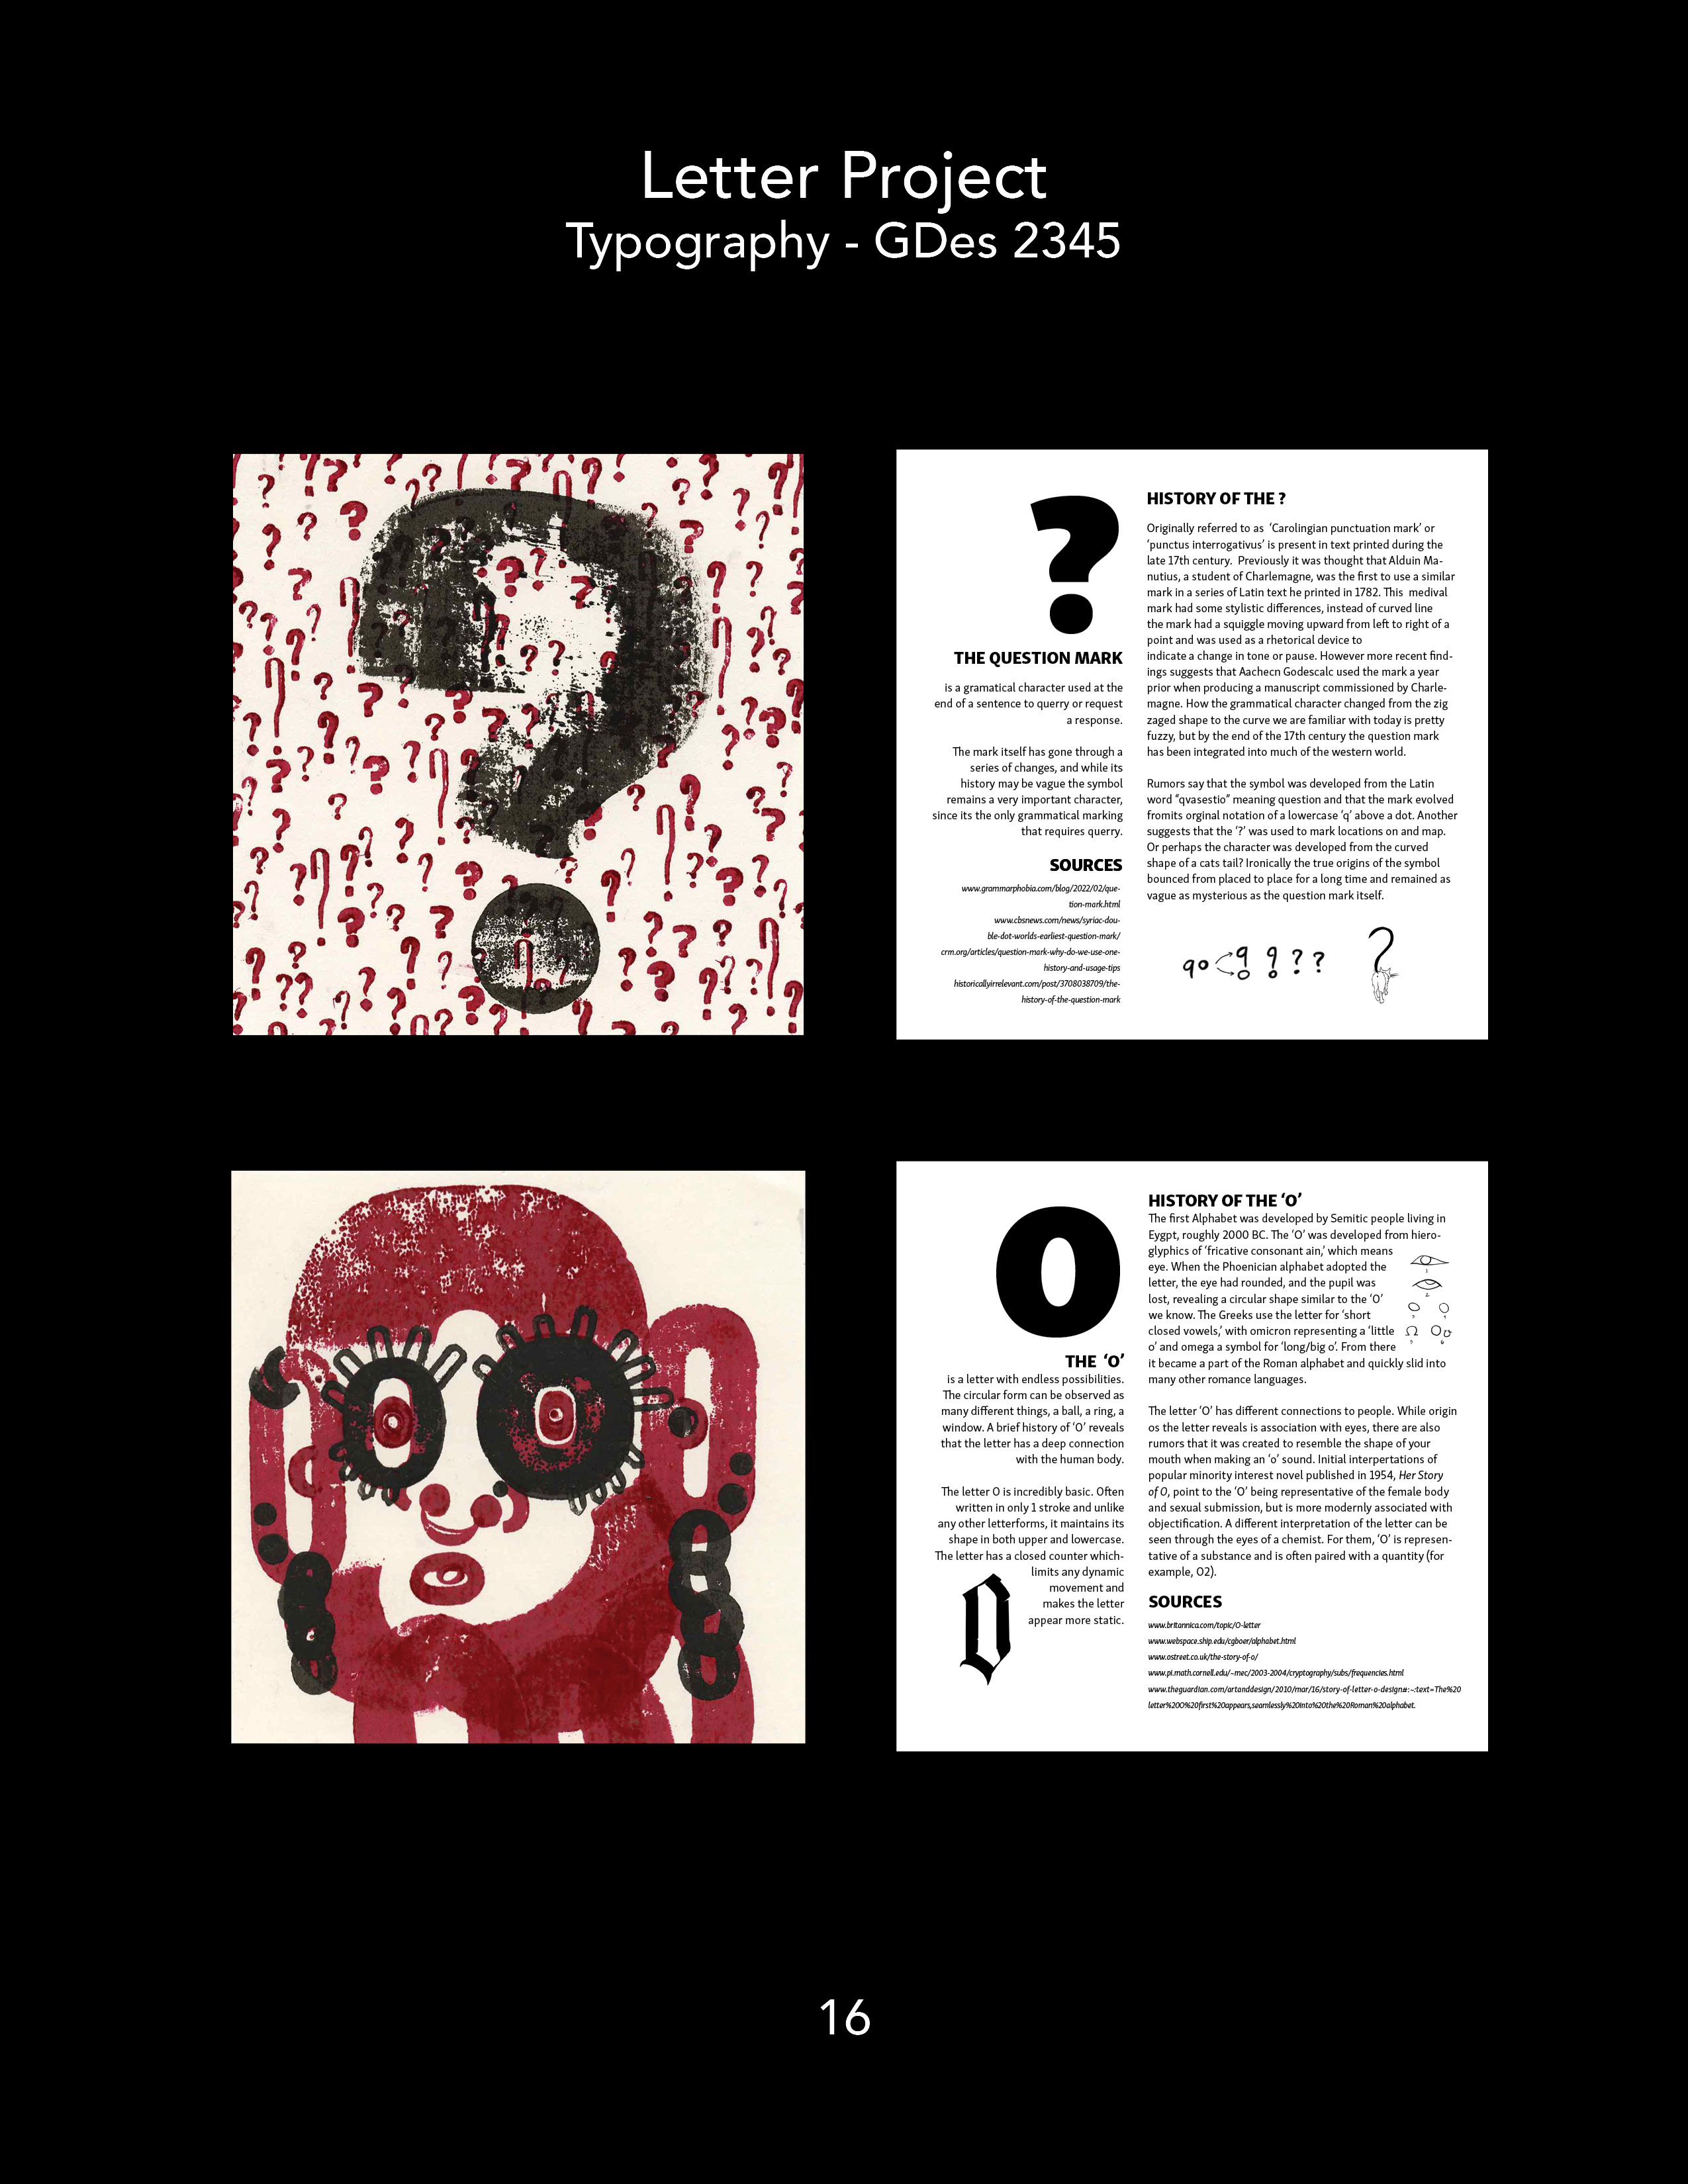 Letter Project
Typography - GDes 2345
?
THE QUESTION MARK
is a gramatical character used at the
end of a sentence to querry or request
a response.
The mark itself has gone through a
series of changes, and while its
history may be vague the symbol
remains a very important character,
since its the only grammatical marking
that requires querry.
SOURCES
www.grammarphobia.com/blog/2022/02/que-
tion-mark.html
www.cbsnews.com/news/syriac-dou-
ble-dot-worlds-earliest-question-mark/
crm.org/articles/question-mark-why-do-we-use-one-
history-and-usage-tips
historicallyirrelevant.com/post/3708038709/the-
history-of-the-question-mark
HISTORY OF THE ?
Originally referred to as ‘Carolingian punctuation mark’ or
‘punctus interrogativus’ is present in text printed during the
late 17th century. Previously it was thought that Alduin Ma-
nutius, a student of Charlemagne, was the first to use a similar
mark in a series of Latin text he printed in 1782. This medival
mark had some stylistic differences, instead of curved line
the mark had a squiggle moving upward from left to right of a
point and was used as a rhetorical device to
indicate a change in tone or pause. However more recent find-
ings suggests that Aachecn Godescalc used the mark a year
prior when producing a manuscript commissioned by Charle-
magne. How the grammatical character changed from the zig
zaged shape to the curve we are familiar with today is pretty
fuzzy, but by the end of the 17th century the question mark
has been integrated into much of the western world.
Rumors say that the symbol was developed from the Latin
word “qvasestio” meaning question and that the mark evolved
fromits orginal notation of a lowercase ‘q’ above a dot. Another
suggests that the ‘?’ was used to mark locations on and map.
Or perhaps the character was developed from the curved
shape of a cats tail? Ironically the true origins of the symbol
bounced from placed to place for a long time and remained as
vague as mysterious as the question mark itself.
qo q o ? ? ? ?
O
THE ‘O’
is a letter with endless possibilities.
The circular form can be observed as
many different things, a ball, a ring, a
window. A brief history of ‘O’ reveals
that the letter has a deep connection
with the human body.
The letter O is incredibly basic. Often
written in only 1 stroke and unlike
any other letterforms, it maintains its
shape in both upper and lowercase.
The letter has a closed counter which-
limits any dynamic
movement and
makes the letter
appear more static.
O
HISTORY OF THE ‘O’
The first Alphabet was developed by Semitic people living in
Eygpt, roughly 2000 BC. The ‘O’ was developed from hiero-
glyphics of ‘fricative consonant ain,’ which means
eye. When the Phoenician alphabet adopted the
letter, the eye had rounded, and the pupil was
lost, revealing a circular shape similar to the ‘O’
we know. The Greeks use the letter for ‘short
closed vowels,’ with omicron representing a ‘little
o’ and omega a symbol for ‘long/big o’. From there
it became a part of the Roman alphabet and quickly slid into
many other romance languages.
The letter ‘O’ has different connections to people. While origin
os the letter reveals is association with eyes, there are also
rumors that it was created to resemble the shape of your
mouth when making an ‘o’ sound. Initial interpertations of
popular minority interest novel published in 1954, Her Story
of O, point to the ‘O’ being representative of the female body
and sexual submission, but is more modernly associated with
objectification. A different interpretation of the letter can be
seen through the eyes of a chemist. For them, ‘O’ is represen-
tative of a substance and is often paired with a quantity (for
example, O2).
SOURCES
www.britannica.com/topic/O-letter
www.webspace.ship.edu/cgboer/alphabet.html
www.ostreet.co.uk/the-story-of-o/
www.pi.math.cornell.edu/~mec/2003-2004/cryptography/subs/frequencies.html
www.theguardian.com/artanddesign/2010/mar/16/story-of-letter-o-design#:~:text=The%20
letter%20O%20first%20appears,seamlessly%20into%20the%20Roman%20alphabet.
16